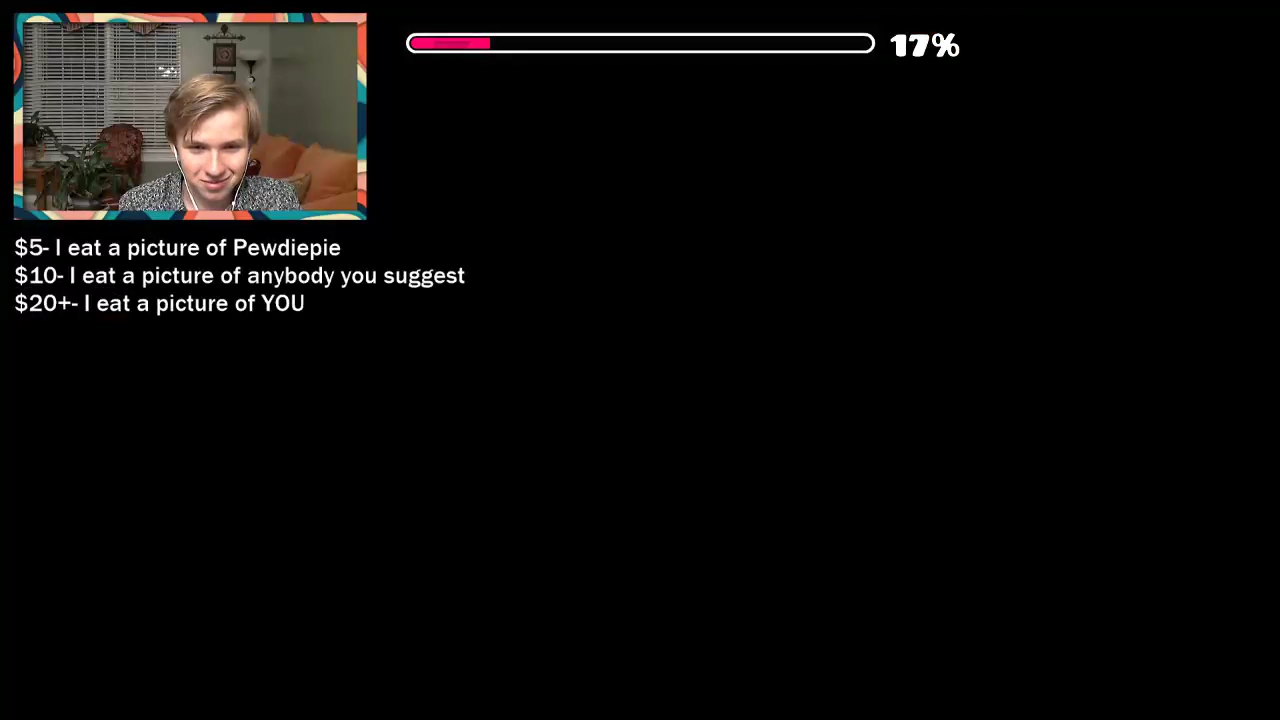 17%
$5- I eat a picture of Pewdiepie
$10- I eat a picture of anybody you suggest
$20+- I eat a picture of YOU